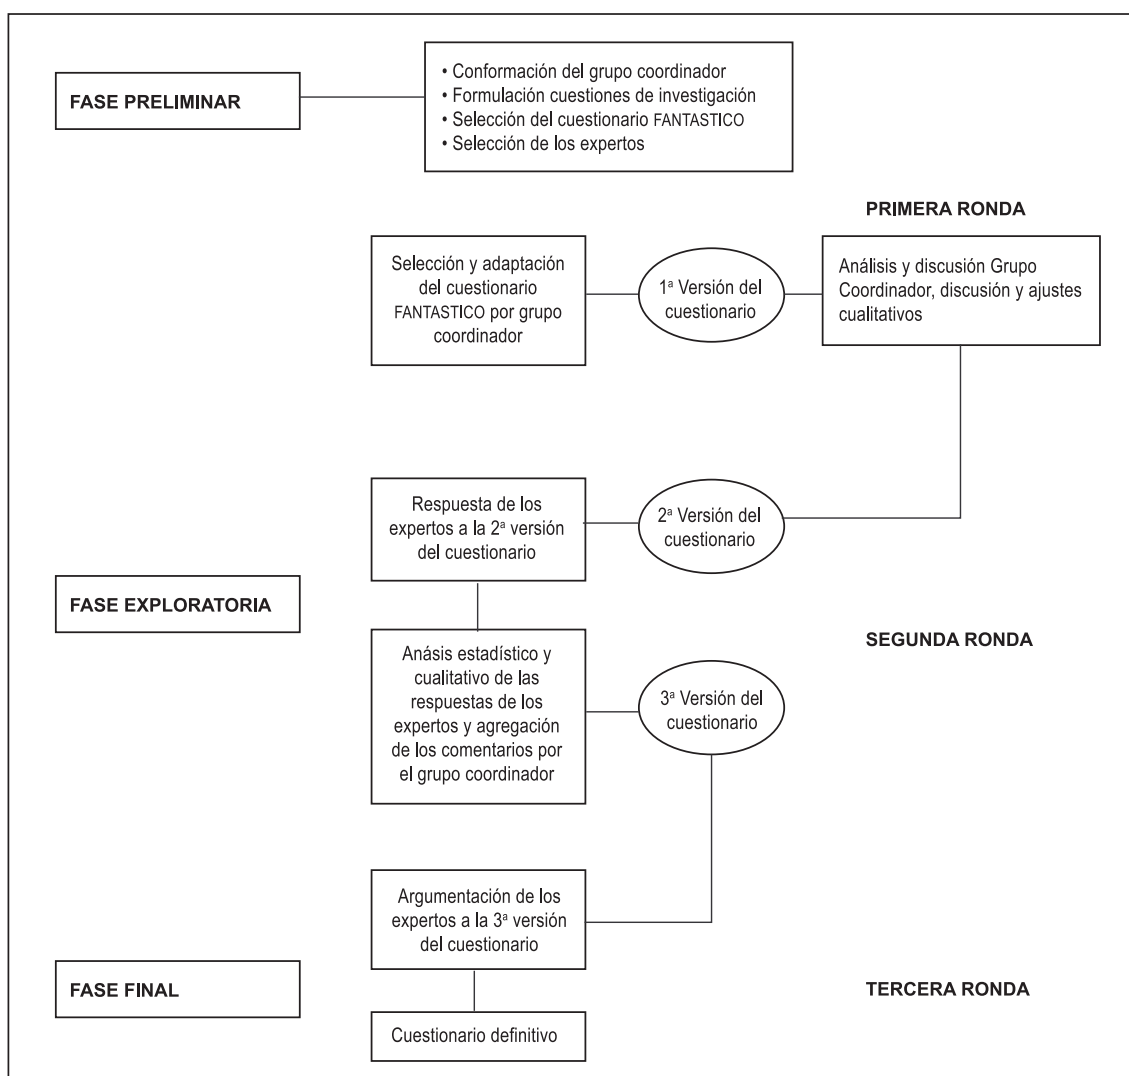 FASE PRELIMINAR
• Conformación del grupo coordinador
• Formulación cuestiones de investigación
• Selección del cuestionario FANTASTICO
• Selección de los expertos
PRIMERA RONDA
Selección y adaptación
del cuestionario
FANTASTICO por grupo
coordinador
1ª Versión del
cuestionario
Análisis y discusión Grupo
Coordinador, discusión y ajustes
cualitativos
Respuesta de los
expertos a la 2ª versión
del cuestionario
2ª Versión del
cuestionario
FASE EXPLORATORIA
SEGUNDA RONDA
Anásis estadístico y
cualitativo de las
respuestas de los
expertos y agregación
de los comentarios por
el grupo coordinador
3ª Versión del
cuestionario
Argumentación de los
expertos a la 3ª versión
del cuestionario
FASE FINAL
TERCERA RONDA
Cuestionario definitivo